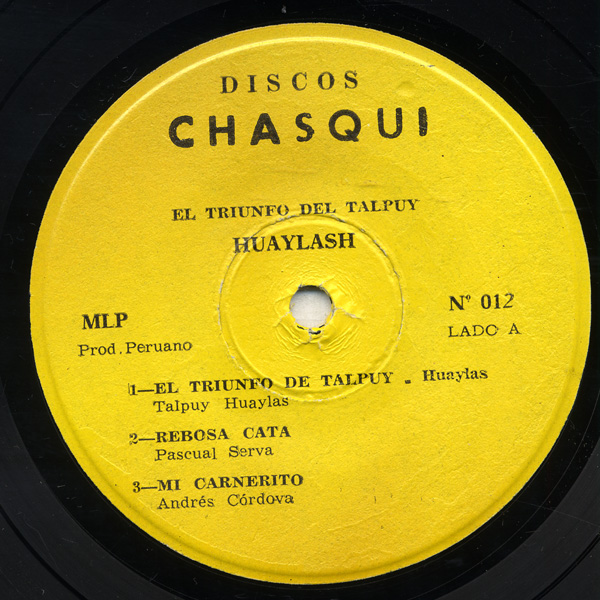 DISCOS
CHASQUI
EL TRIUNFO DEL TALPUY
HUAYLASH
MLP
Prod. Peruano
Nº 012
LADO A
1—EL TRIUNFO DE TALPUY - Huaylas
Talpuy Huaylas
2—REBOSA CATA
Pascual Serva
3—MI CARNERITO
Andrés Córdova